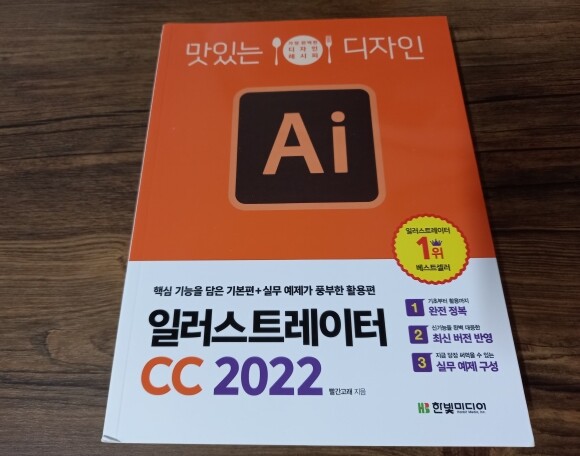 맛있는
디자인
Ai
일러스트레이터
1위
베스트셀러
핵심 기능을 담은 기본편+실무 예제가 풍부한 활용편
일러스트레이터
CC 2022
빨간고래 지음
1 기초부터 활용까지
완전 정복
2 신기능을 완벽 대응한
최신 버전 반영
3 지금 당장 써먹을 수 있는
실무 예제 구성
한빛미디어